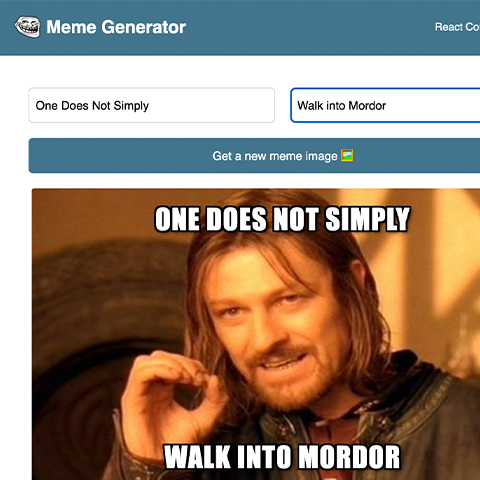 Meme Generator
React Co
One Does Not Simply
Walk into Mordor
Get a new meme image
ONE DOES NOT SIMPLY
WALK INTO MORDOR